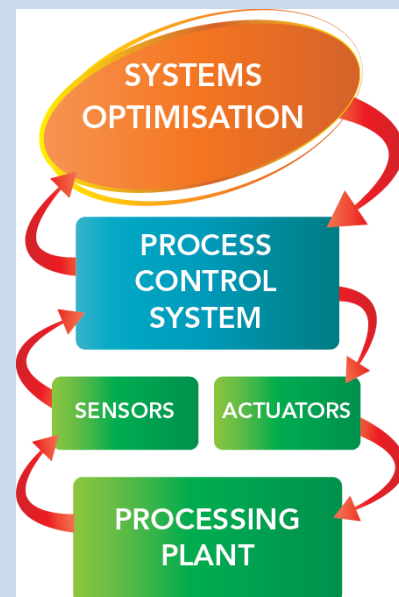 SYSTEMS
OPTIMISATION
PROCESS
CONTROL
SYSTEM
SENSORS
ACTUATORS
PROCESSING
PLANT